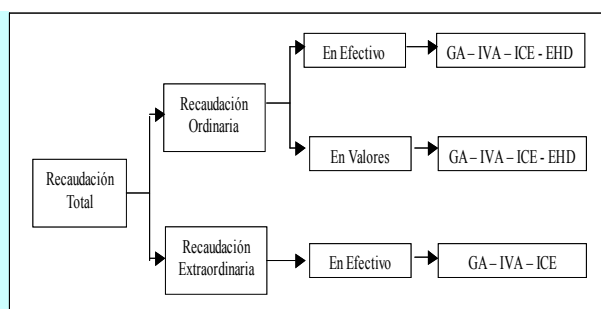 En Efectivo
GA – IVA – ICE - EHD
Recaudación
Ordinaria
En Valores
GA – IVA – ICE - EHD
Recaudación
Total
Recaudación
Extraordinaria
En Efectivo
GA – IVA – ICE